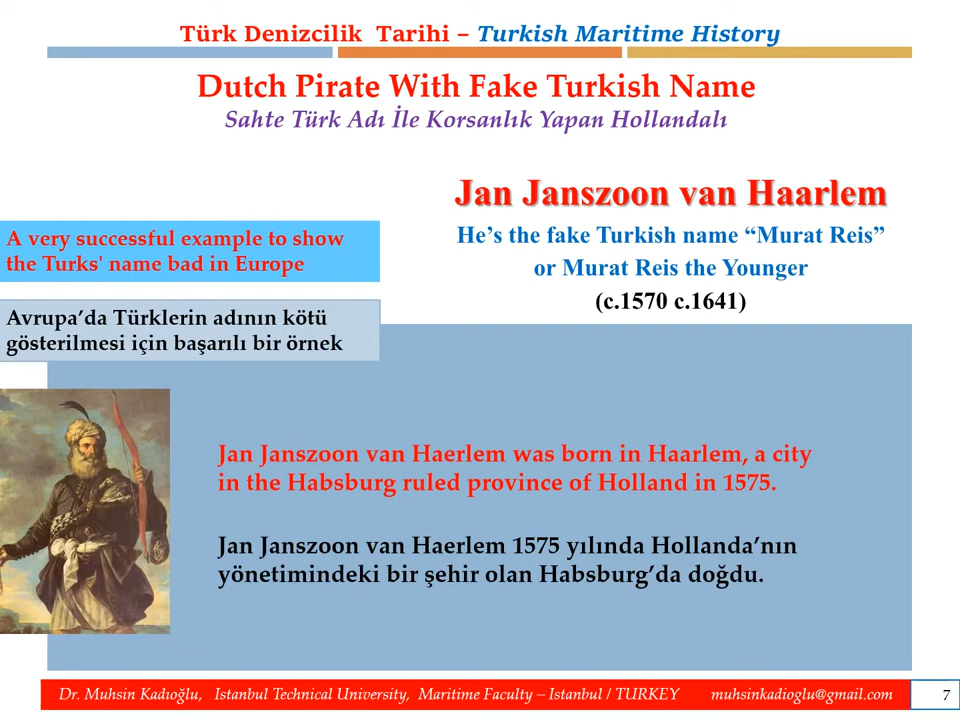 Türk Denizcilik Tarihi – Turkish Maritime History
Dutch Pirate With Fake Turkish Name
Sahte Türk Adı İle Korsanlık Yapan Hollandalı
Jan Janszoon van Haarlem
He’s the fake Turkish name “Murat Reis”
or Murat Reis the Younger
(c.1570 c.1641)
A very successful example to show
the Turks' name bad in Europe
Avrupa’da Türklerin adının kötü
gösterilmesi için başarılı bir örnek
Jan Janszoon van Haerlem was born in Haarlem, a city
in the Habsburg ruled province of Holland in 1575.
Jan Janszoon van Haerlem 1575 yılında Hollanda’nın
yönetimindeki bir şehir olan Habsburg’da doğdu.
Dr. Muhsin Kadıoğlu, Istanbul Technical University, Maritime Faculty – Istanbul / TURKEY muhsinkadioglu@gmail.com 7